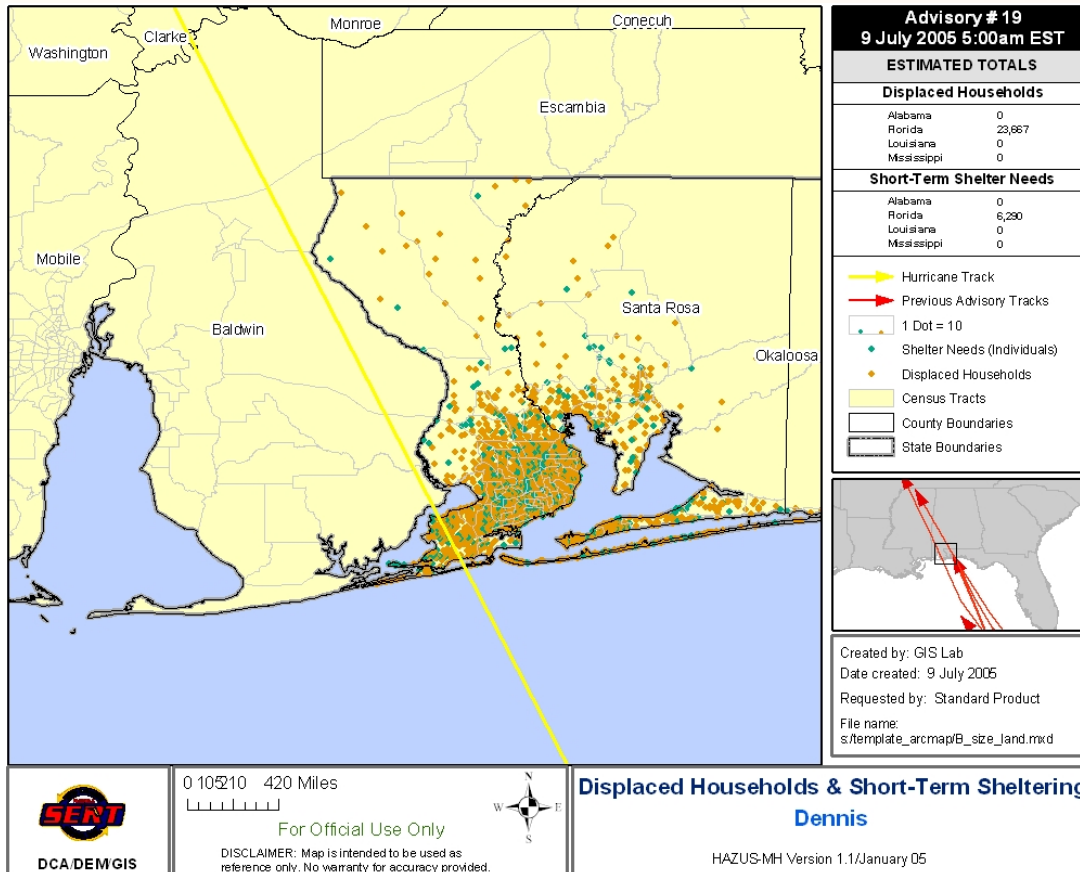 Conecuh
Monroe
Clarke
Washington
Escambia
Mobile
Baldwin
Santa Rosa
Okaloosa
Advisory # 19
9 July 2005 5:00am EST
ESTIMATED TOTALS
Displaced Households
Alabama 0
Florida 23,667
Louisiana 0
Mississippi 0
Short-Term Shelter Needs
Alabama 0
Florida 6,290
Louisiana 0
Mississippi 0
Hurricane Track
Previous Advisory Tracks
1 Dot = 10
Shelter Needs (Individuals)
Displaced Households
Census Tracts
County Boundaries
State Boundaries
Created by: GIS Lab
Date created: 9 July 2005
Requested by: Standard Product
File name:
s:/template_arcmap/B_size_land.mxd
SERT
DCA/DEM/GIS
0 105210 420 Miles
N
W E
S
For Official Use Only
DISCLAIMER: Map is intended to be used as
reference only. No warranty for accuracy provided.
Displaced Households & Short-Term Sheltering
Dennis
HAZUS-MH Version 1.1/January 05